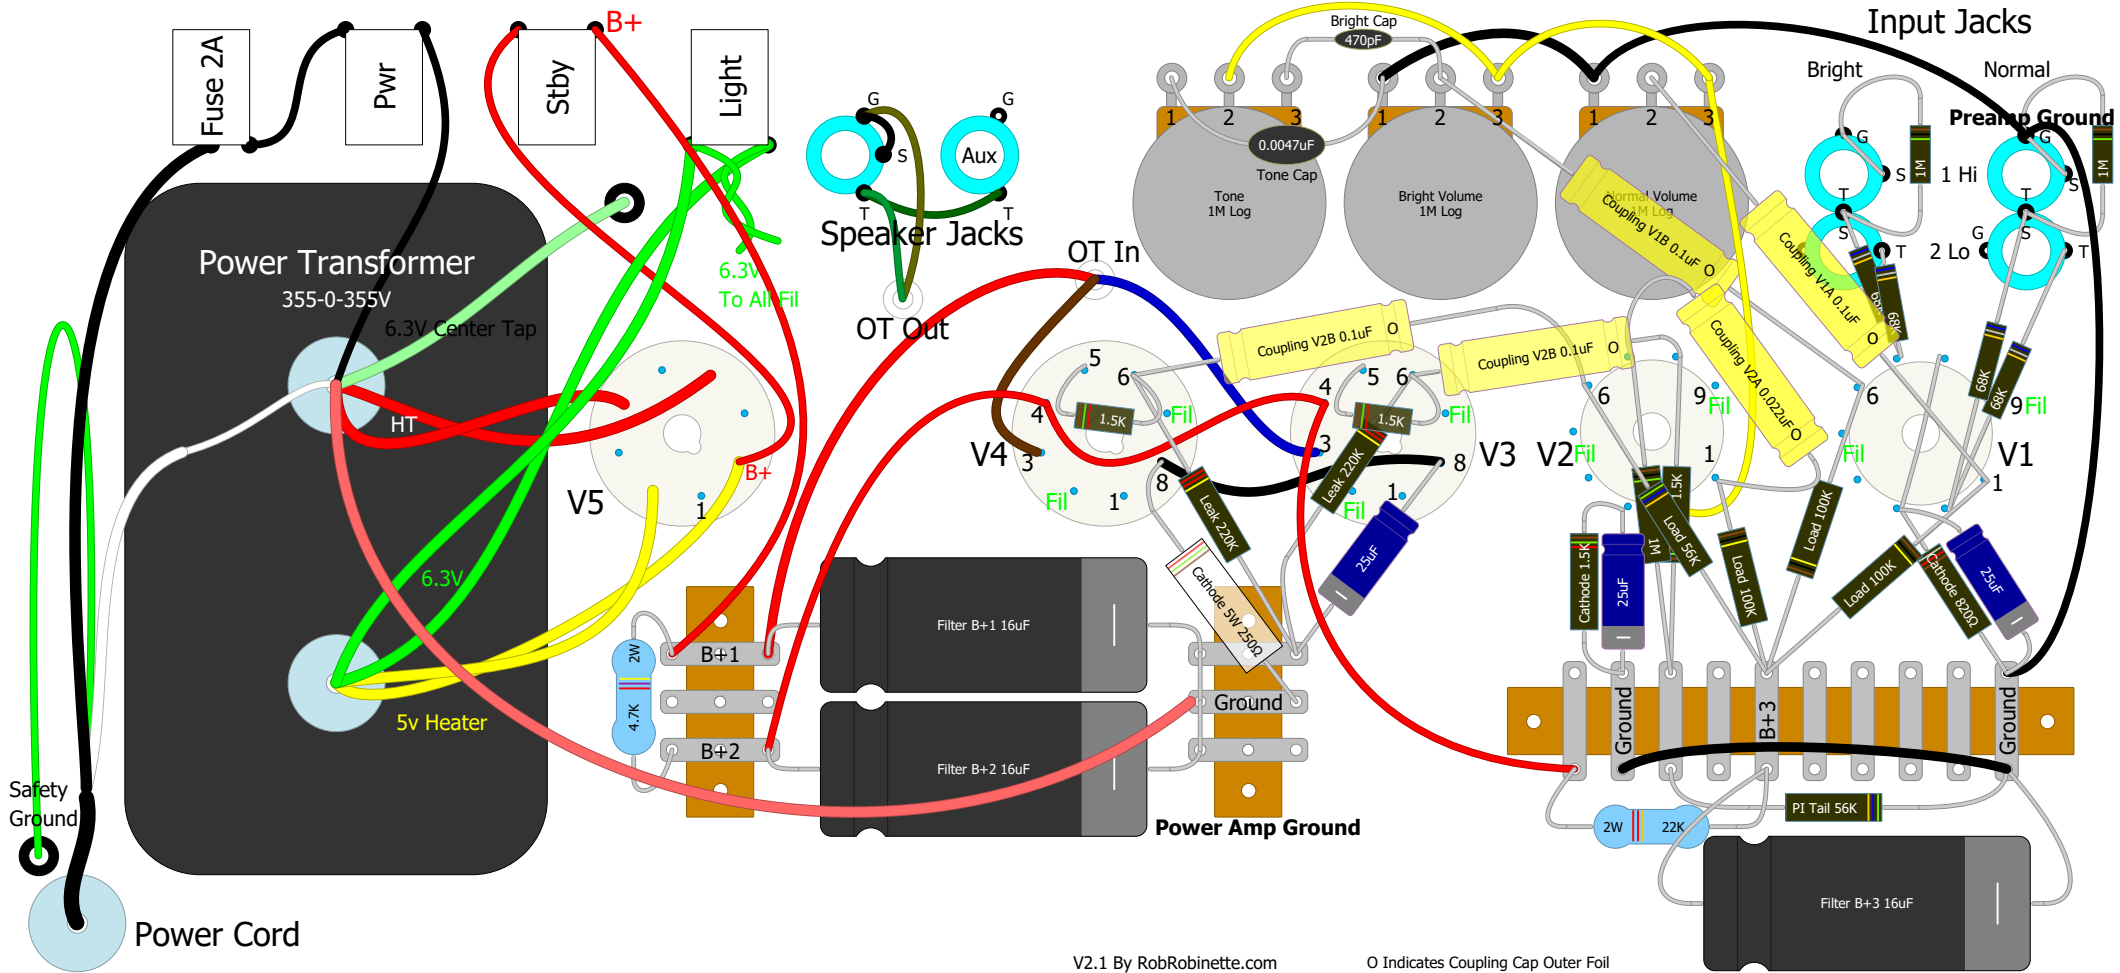 Fuse 2A
Pwr
Stby
B+
Light
Power Transformer
355-0-355V
6.3V Center Tap
HT
6.3V
5v Heater
Safety
Ground
Power Cord
6.3V
To All Fil
G
S
T
G
Aux
T
Speaker Jacks
OT Out
OT In
V5
B+
1
Bright Cap
470pF
1
2
3
1
2
3
1
2
3
0.0047uF
Tone Cap
Tone
1M Log
Bright Volume
1M Log
Normal Volume
1M Log
Input Jacks
Bright
Normal
Preamp Ground
G
S
T
1M
G
S
T
1M
1 Hi
S
T
G
S
T
2 Lo
Coupling V1B 0.1uF O
Coupling V1A 0.1uF O
68K
68K
68K
68K
Coupling V2B 0.1uF O
Coupling V2B 0.1uF O
Coupling V2A 0.022uF O
V4
5
6
4
3
8
1
Fil
Fil
1.5K
V3
5
6
4
3
8
1
Fil
Fil
1.5K
Leak 220K
Leak 220K
Cathode 5W 250Ω
25uF
V2
6
9
1
Fil
Fil
V1
6
9
1
Fil
Fil
Cathode 1.5K
25uF
1M
1.5K
Load 56K
Load 100K
Load 100K
Load 100K
Cathode 820Ω
25uF
2W
4.7K
B+1
B+2
Filter B+1 16uF
Filter B+2 16uF
Ground
Power Amp Ground
Ground
B+3
Ground
2W
22K
PI Tail 56K
Filter B+3 16uF
V2.1 By RobRobinette.com
O Indicates Coupling Cap Outer Foil